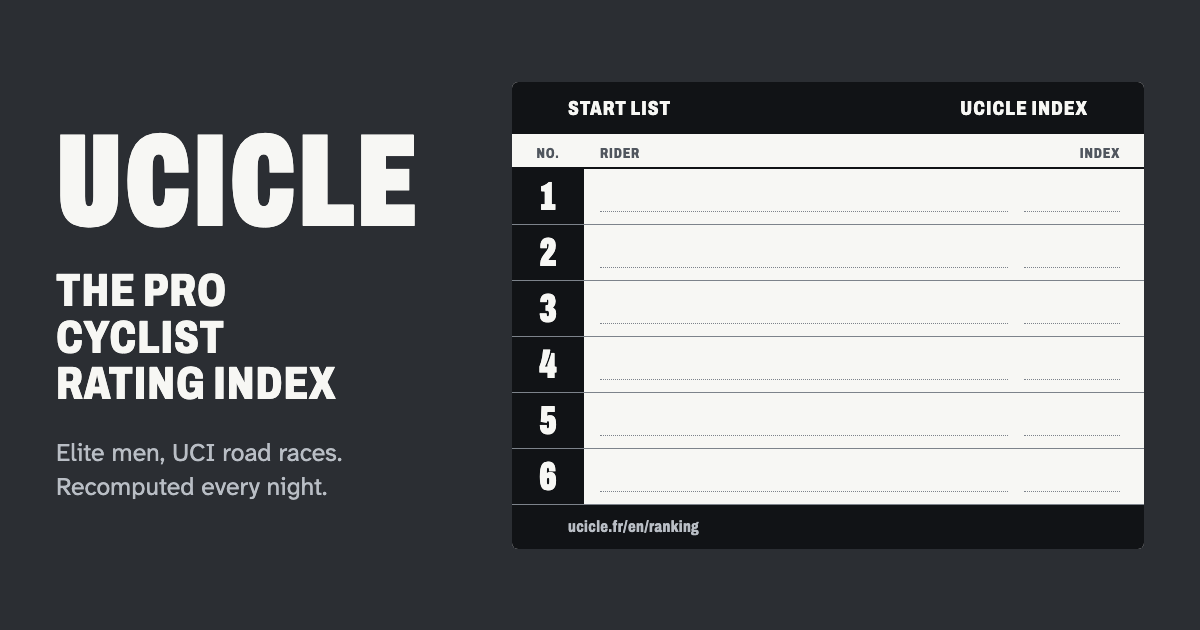 UCICLE
THE PRO
CYCLIST
RATING INDEX
Elite men, UCI road races.
Recomputed every night.
START LIST UCICLE INDEX
NO. RIDER INDEX
1
2
3
4
5
6
ucicle.fr/en/ranking